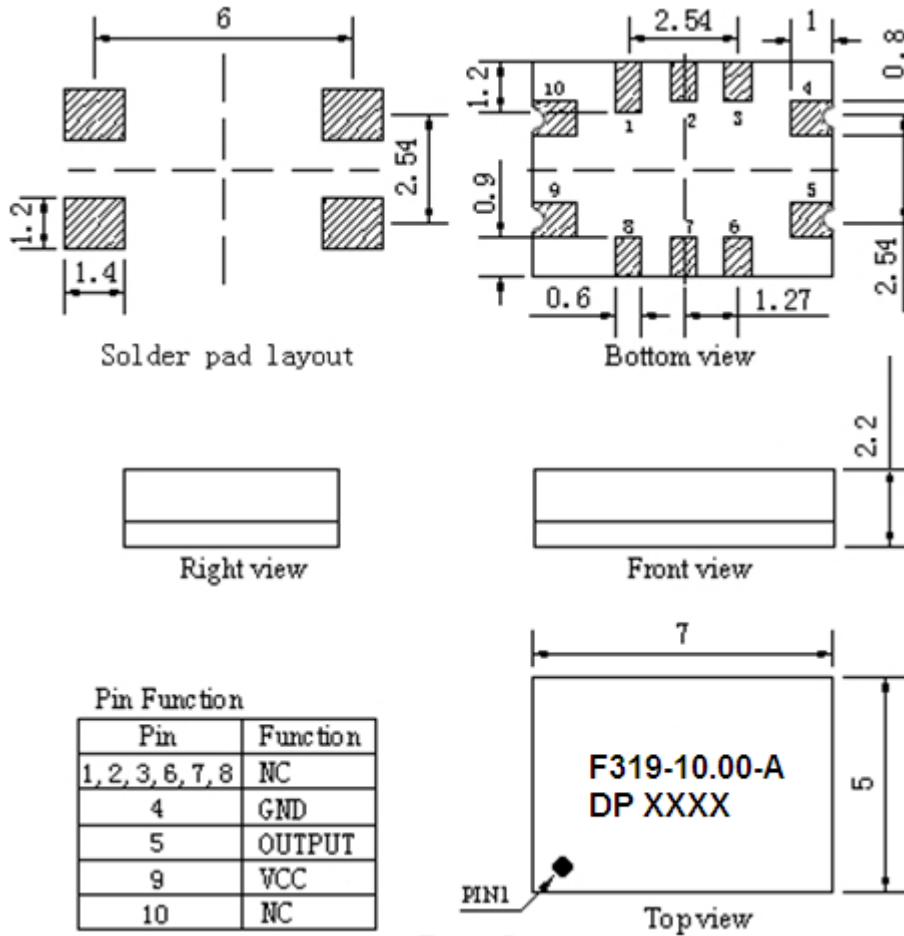 6
2.54
1.2
1.4
Solder pad layout
2.54
1
0.8
1.2
10
1
2
3
4
0.9
9
8
7
6
5
2.54
0.6
1.27
Bottom view
Right view
2.2
Front view
Pin Function
Pin Function
1, 2, 3, 6, 7, 8 NC
4 GND
5 OUTPUT
9 VCC
10 NC
7
F319-10.00-A
DP XXXX
5
PIN1
Top view